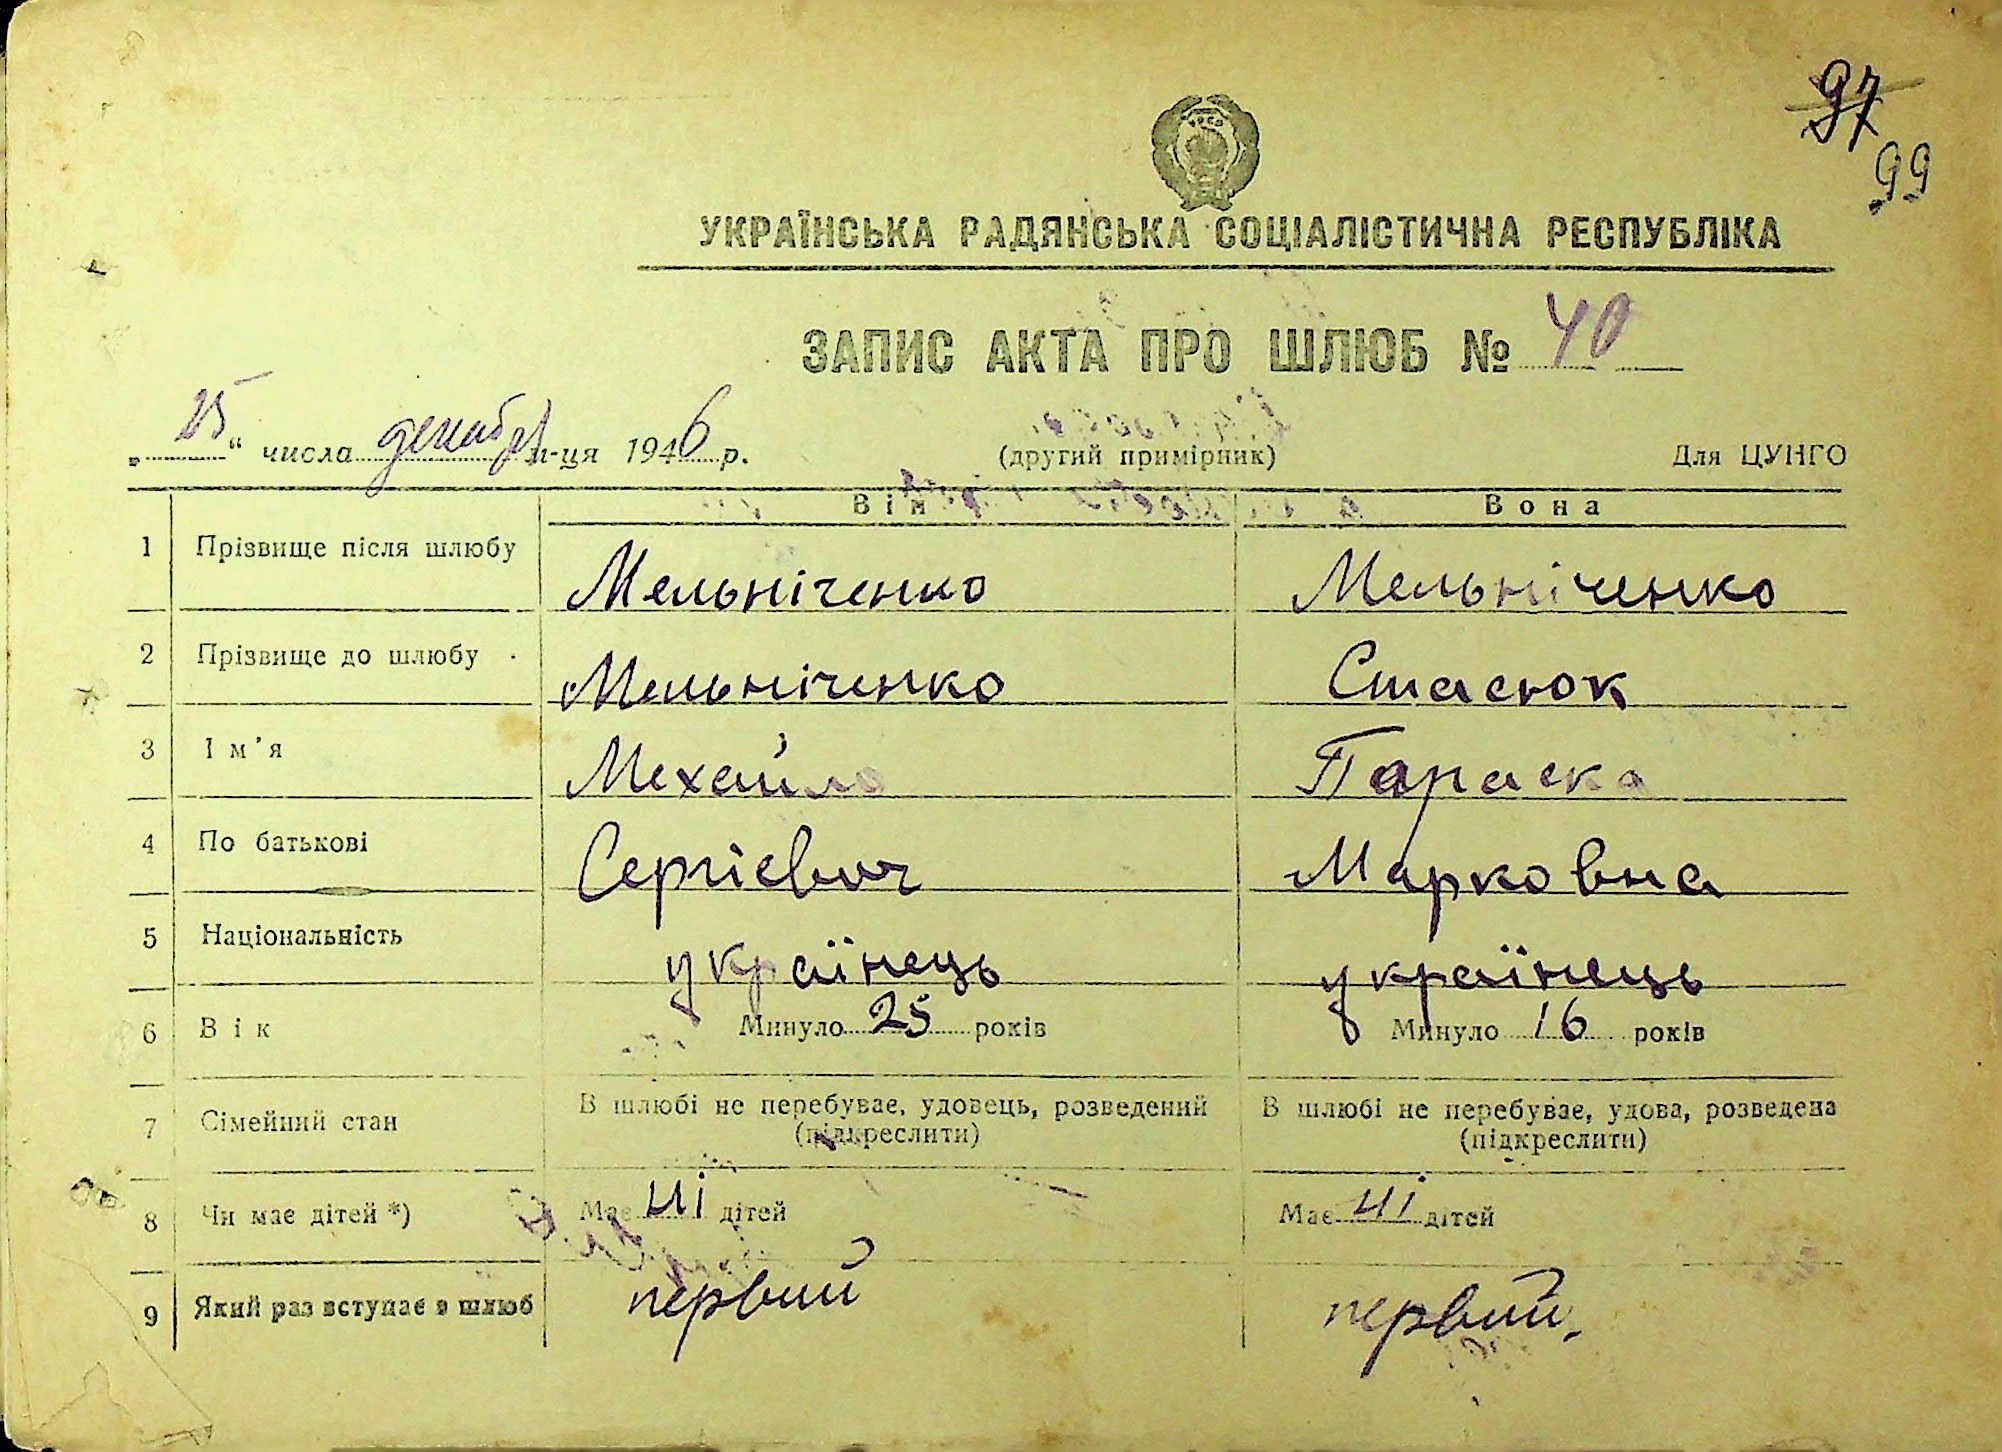 97
99
УРСР
УКРАЇНСЬКА РАДЯНСЬКА СОЦІАЛІСТИЧНА РЕСПУБЛІКА
ЗАПИС АКТА ПРО ШЛЮБ № 40
„25“ числа декабря м-ця 1946 р.
(другий примірник)
Для ЦУНГО
Він Вона
1 Прізвище після шлюбу Мельніченко Мельніченко
2 Прізвище до шлюбу Мельніченко Стасюк
3 Ім'я Мехайло Параска
4 По батькові Сергієвич Марковна
5 Національність українець українець
6 Вік Минуло 25 років Минуло 16 років
7 Сімейний стан В шлюбі не перебуває, удовець, розведений В шлюбі не перебуває, удова, розведена
(підкреслити) (підкреслити)
8 Чи має дітей *) Має ні дітей Має ні дітей
9 Який раз вступає в шлюб первий первий.